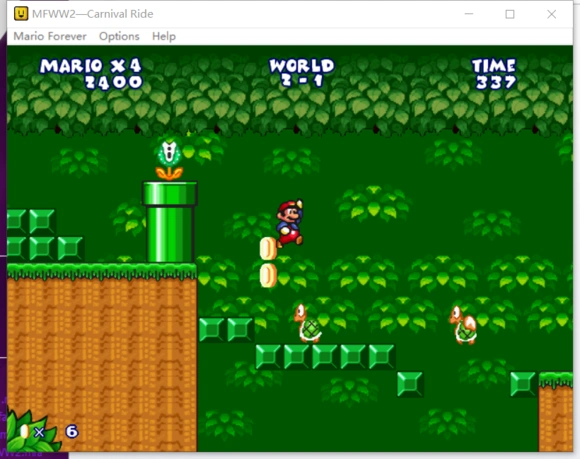 MFWW2—Carnival Ride
Mario Forever Options Help
MARIO X 4 WORLD TIME
2400 2 - 1 337
× 6